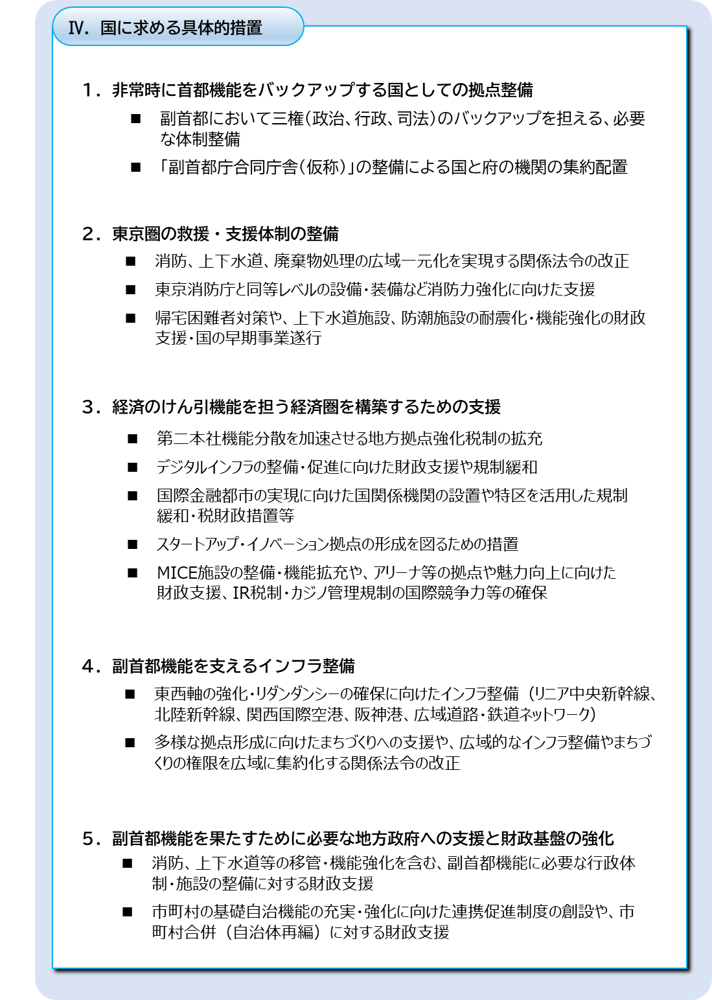 Ⅳ．国に求める具体的措置
１．非常時に首都機能をバックアップする国としての拠点整備
■ 副首都において三権（政治、行政、司法）のバックアップを担える、必要
な体制整備
■ 「副首都庁合同庁舎（仮称）」の整備による国と府の機関の集約配置
２．東京圏の救援・支援体制の整備
■ 消防、上下水道、廃棄物処理の広域一元化を実現する関係法令の改正
■ 東京消防庁と同等レベルの設備・装備など消防力強化に向けた支援
■ 帰宅困難者対策や、上下水道施設、防潮施設の耐震化・機能強化の財政
支援・国の早期事業遂行
３．経済のけん引機能を担う経済圏を構築するための支援
■ 第二本社機能分散を加速させる地方拠点強化税制の拡充
■ デジタルインフラの整備・促進に向けた財政支援や規制緩和
■ 国際金融都市の実現に向けた国関係機関の設置や特区を活用した規制
緩和・税財政措置等
■ スタートアップ・イノベーション拠点の形成を図るための措置
■ MICE施設の整備・機能拡充や、アリーナ等の拠点や魅力向上に向けた
財政支援、IR税制・カジノ管理規制の国際競争力等の確保
４．副首都機能を支えるインフラ整備
■ 東西軸の強化・リダンダンシーの確保に向けたインフラ整備（リニア中央新幹線、
北陸新幹線、関西国際空港、阪神港、広域道路・鉄道ネットワーク）
■ 多様な拠点形成に向けたまちづくりへの支援や、広域的なインフラ整備やまちづ
くりの権限を広域に集約化する関係法令の改正
５．副首都機能を果たすために必要な地方政府への支援と財政基盤の強化
■ 消防、上下水道等の移管・機能強化を含む、副首都機能に必要な行政体
制・施設の整備に対する財政支援
■ 市町村の基礎自治機能の充実・強化に向けた連携促進制度の創設や、市
町村合併（自治体再編）に対する財政支援